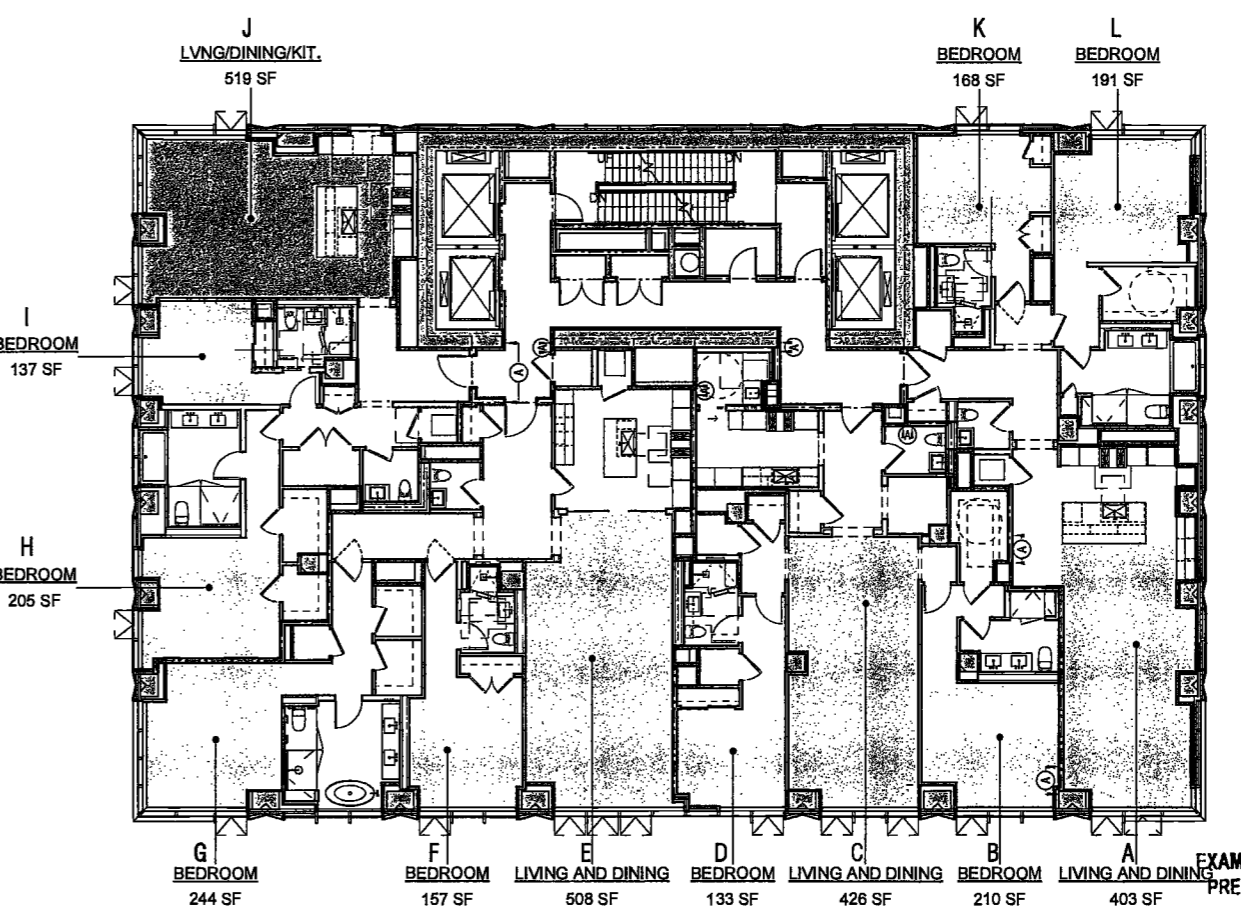 J
LVNG/DINING/KIT.
519 SF
K
BEDROOM
168 SF
L
BEDROOM
191 SF
UP
DN
I
BEDROOM
137 SF
A
A
A
A
A
A
A
H
BEDROOM
205 SF
G
BEDROOM
244 SF
F
BEDROOM
157 SF
E
LIVING AND DINING
508 SF
D
BEDROOM
133 SF
C
LIVING AND DINING
426 SF
B
BEDROOM
210 SF
A
LIVING AND DINING
403 SF
EXAM
PRE